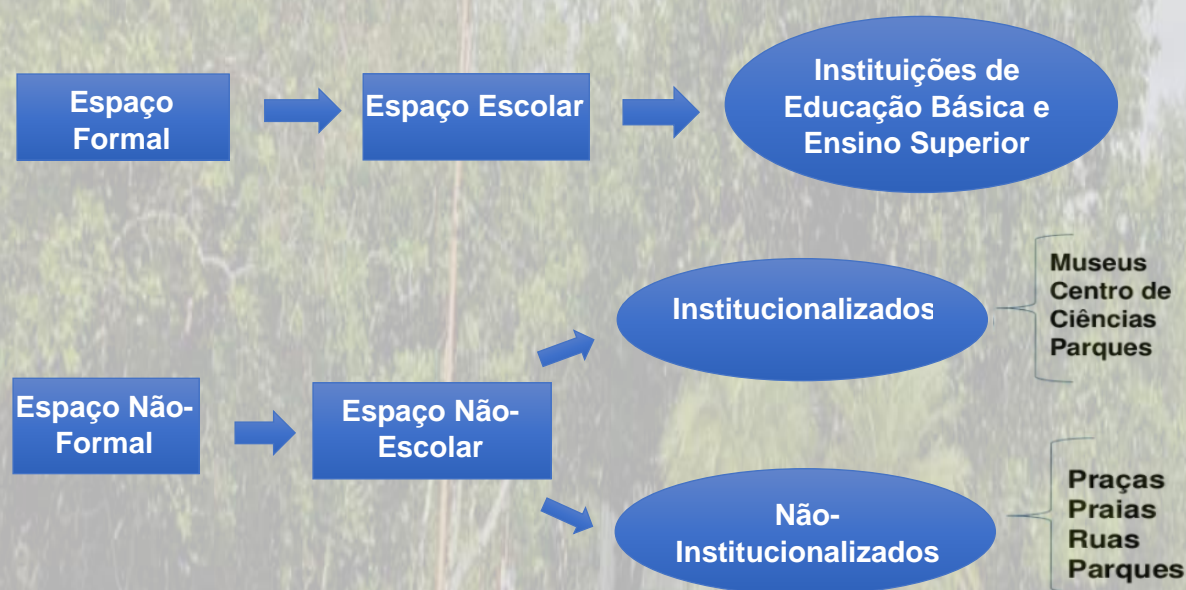 Espaço
Formal
Espaço Escolar
Instituições de
Educação Básica e
Ensino Superior
Espaço Não-
Formal
Espaço Não-
Escolar
Institucionalizados
Museus
Centro de
Ciências
Parques
Não-
Institucionalizados
Praças
Praias
Ruas
Parques